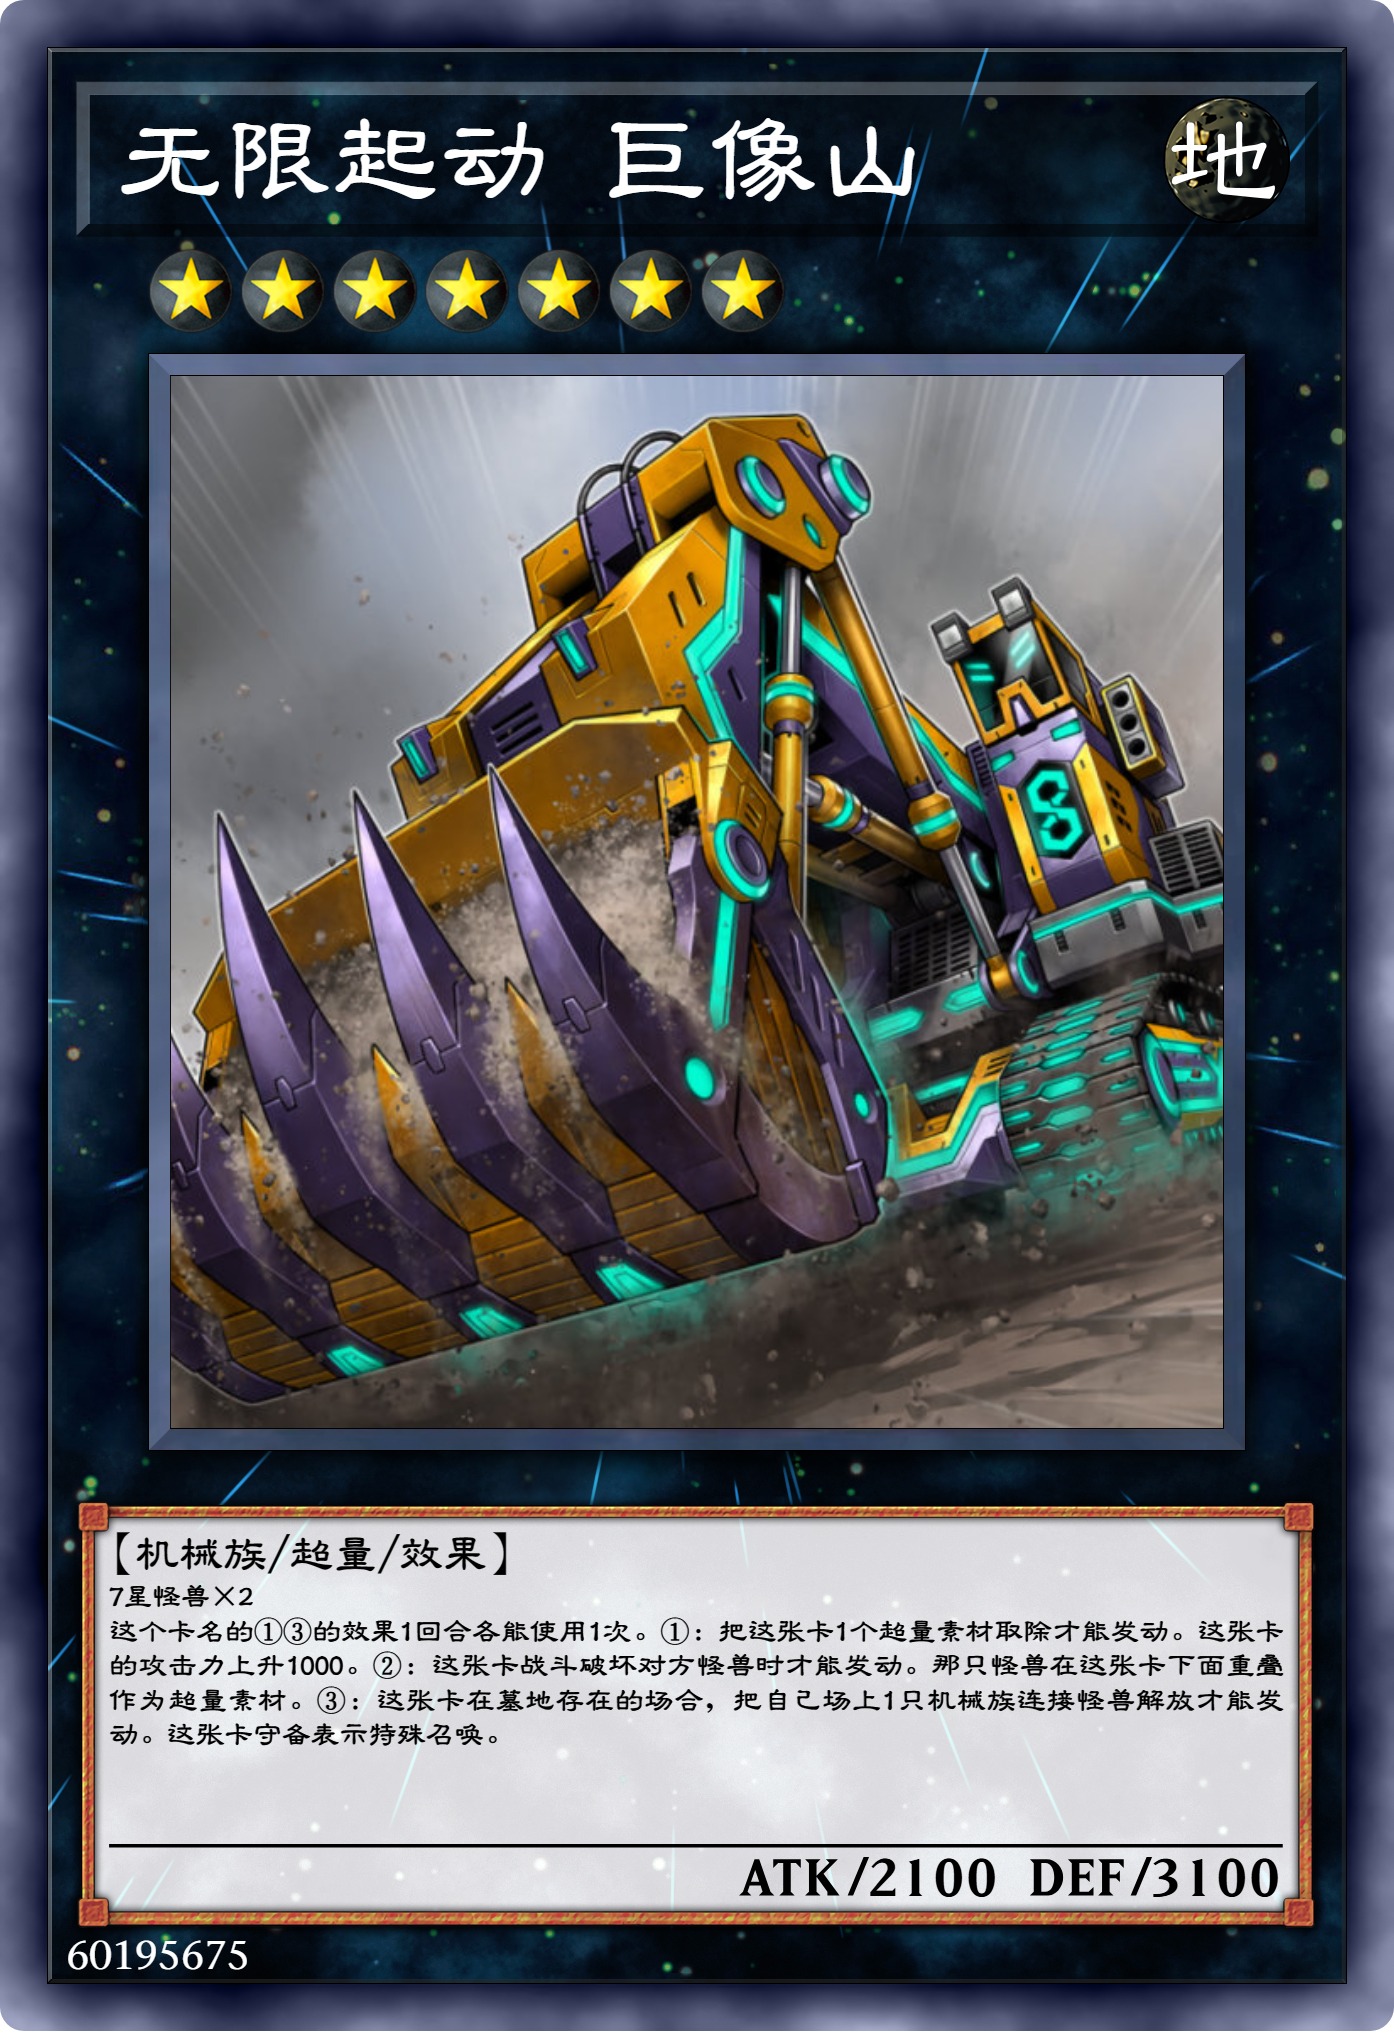 无限起动 巨像山
地
【机械族/超量/效果】
7星怪兽×2
这个卡名的①③的效果1回合各能使用1次。①：把这张卡1个超量素材取除才能发动。这张卡
的攻击力上升1000。②：这张卡战斗破坏对方怪兽时才能发动。那只怪兽在这张卡下面重叠
作为超量素材。③：这张卡在墓地存在的场合，把自己场上1只机械族连接怪兽解放才能发
动。这张卡守备表示特殊召唤。
ATK/2100 DEF/3100
60195675